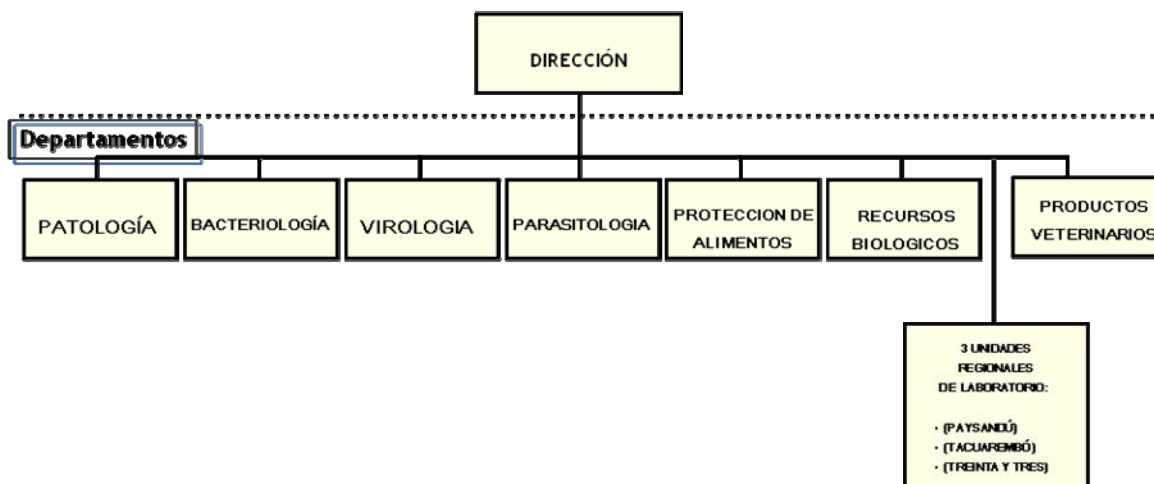 DIRECCIÓN
Departamentos
PATOLOGÍA
BACTERIOLOGÍA
VIROLOGIA
PARASITOLOGIA
PROTECCION DE
ALIMENTOS
RECURSOS
BIOLOGICOS
PRODUCTOS
VETERINARIOS
3 UNIDADES
REGIONALES
DE LABORATORIO:
· (PAYSANDÚ)
· (TACUAREMBÓ)
· (TREINTA Y TRES)